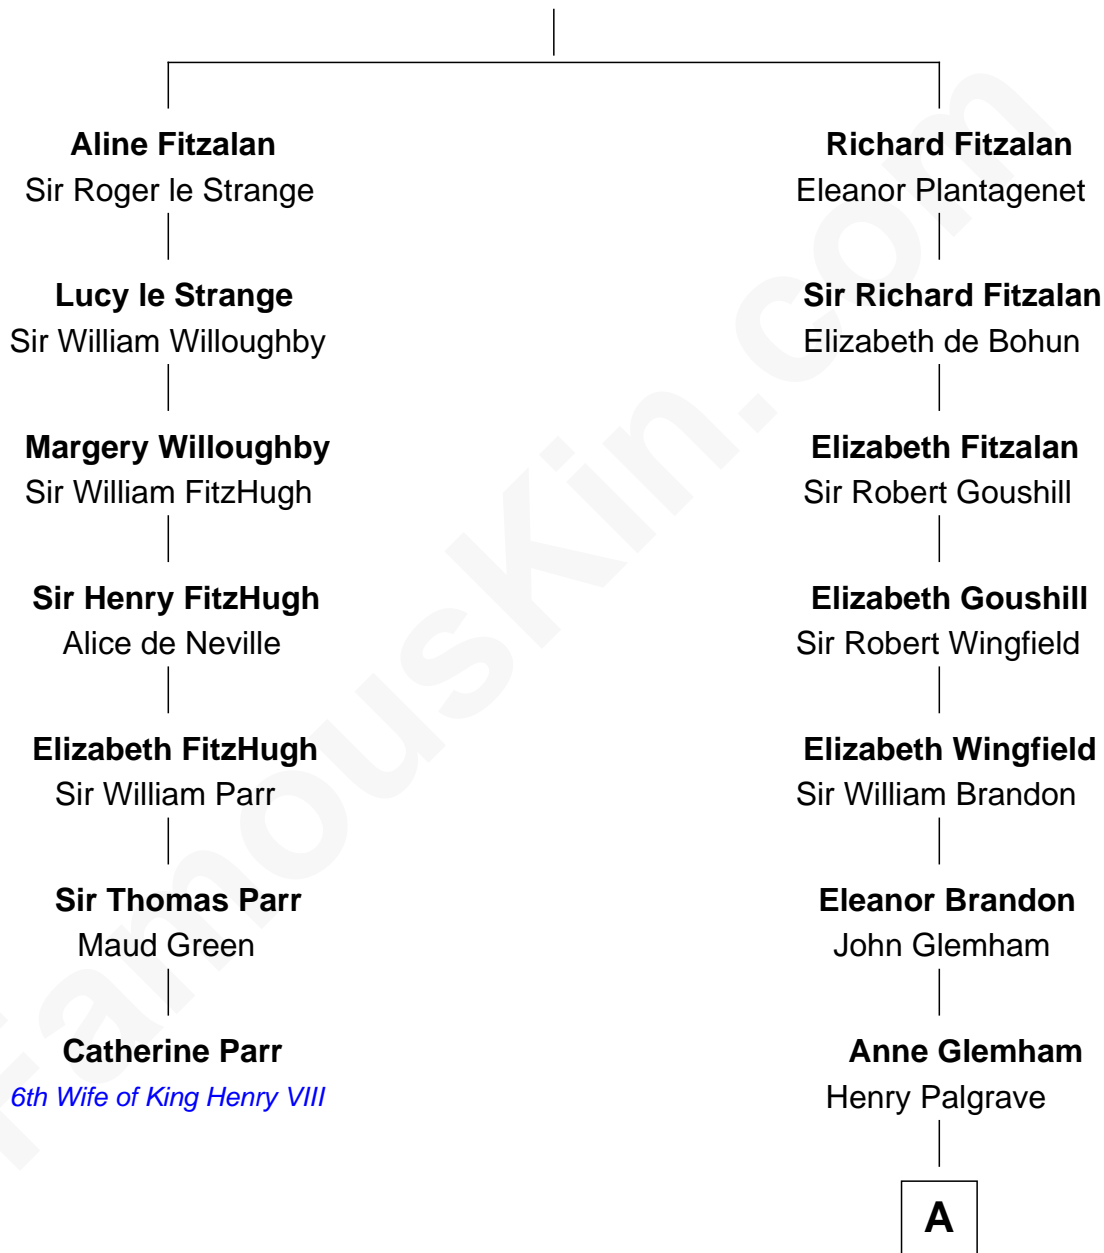 Aline Fitzalan
Sir Roger le Strange
Richard Fitzalan
Eleanor Plantagenet
Lucy le Strange
Sir William Willoughby
Sir Richard Fitzalan
Elizabeth de Bohun
Margery Willoughby
Sir William FitzHugh
Elizabeth Fitzalan
Sir Robert Goushill
Sir Henry FitzHugh
Alice de Neville
Elizabeth Goushill
Sir Robert Wingfield
Elizabeth FitzHugh
Sir William Parr
Elizabeth Wingfield
Sir William Brandon
Sir Thomas Parr
Maud Green
Eleanor Brandon
John Glemham
Catherine Parr
6th Wife of King Henry VIII
Anne Glemham
Henry Palgrave
A
FamousKin.com